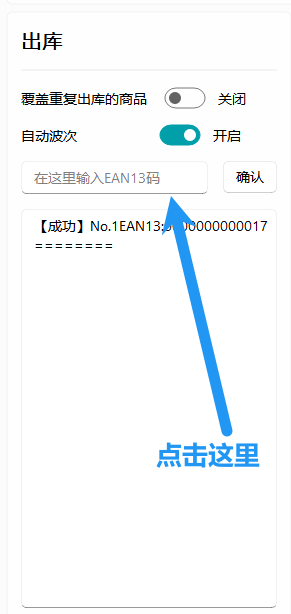 出库
覆盖重复出库的商品 关闭
自动波次 开启
在这里输入EAN13码 确认
【成功】No.1EAN13:
0000000017
========
点击这里